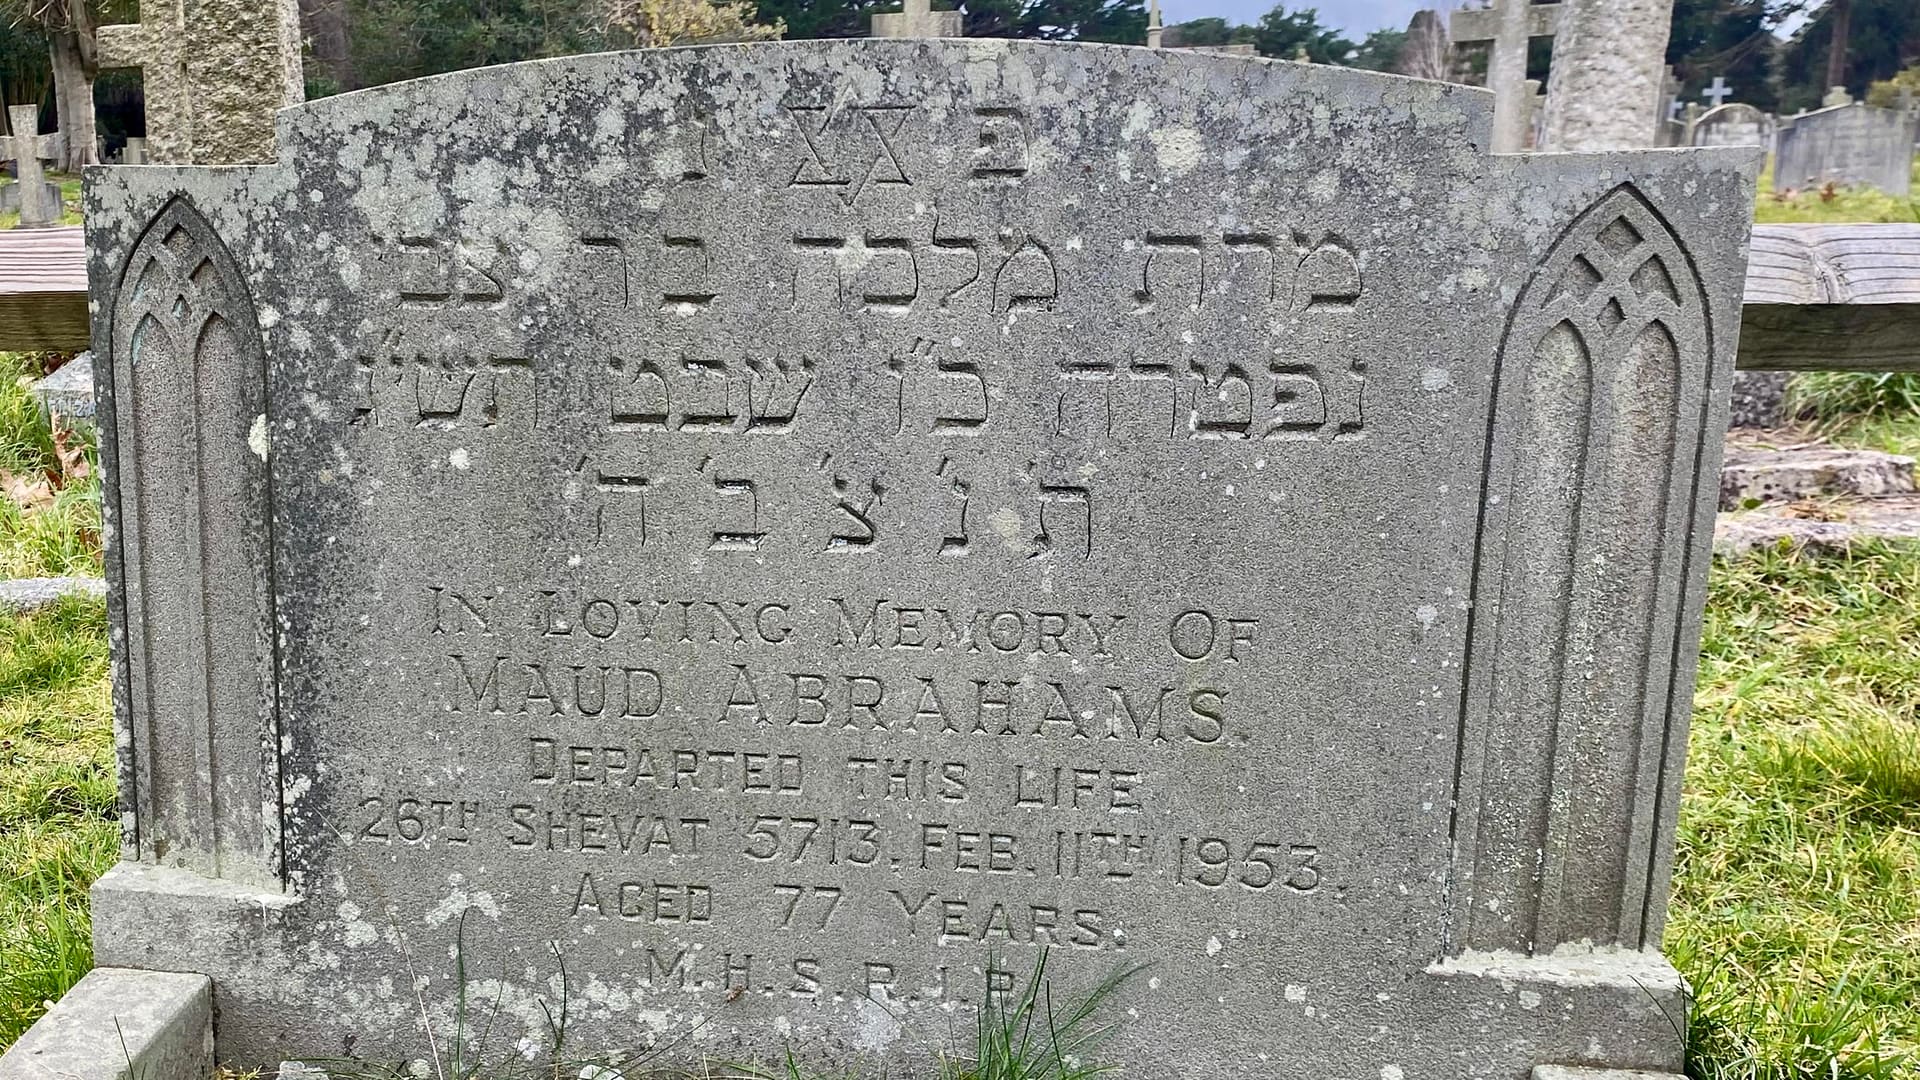 פ נ
מרת מלכה בר צבי
נפטרה כ"ו שבט תשי"ג
ת' נ' צ' ב' ה'
IN LOVING MEMORY OF
MAUD ABRAHAMS.
DEPARTED THIS LIFE
26TH SHEVAT 5713. FEB. 11TH 1953.
AGED 77 YEARS.
M.H.S.R.I.P.